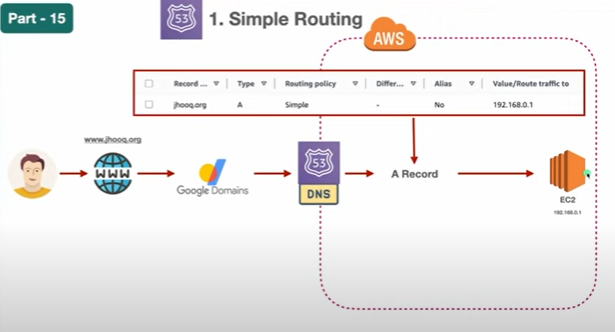 Part - 15
53
1. Simple Routing
AWS
Record ... Type Routing policy Differ... Alias Value/Route traffic to
jhooq.org A Simple - No 192.168.0.1
www.jhooq.org
WWW
Google Domains
53
DNS
A Record
EC2
192.168.0.1